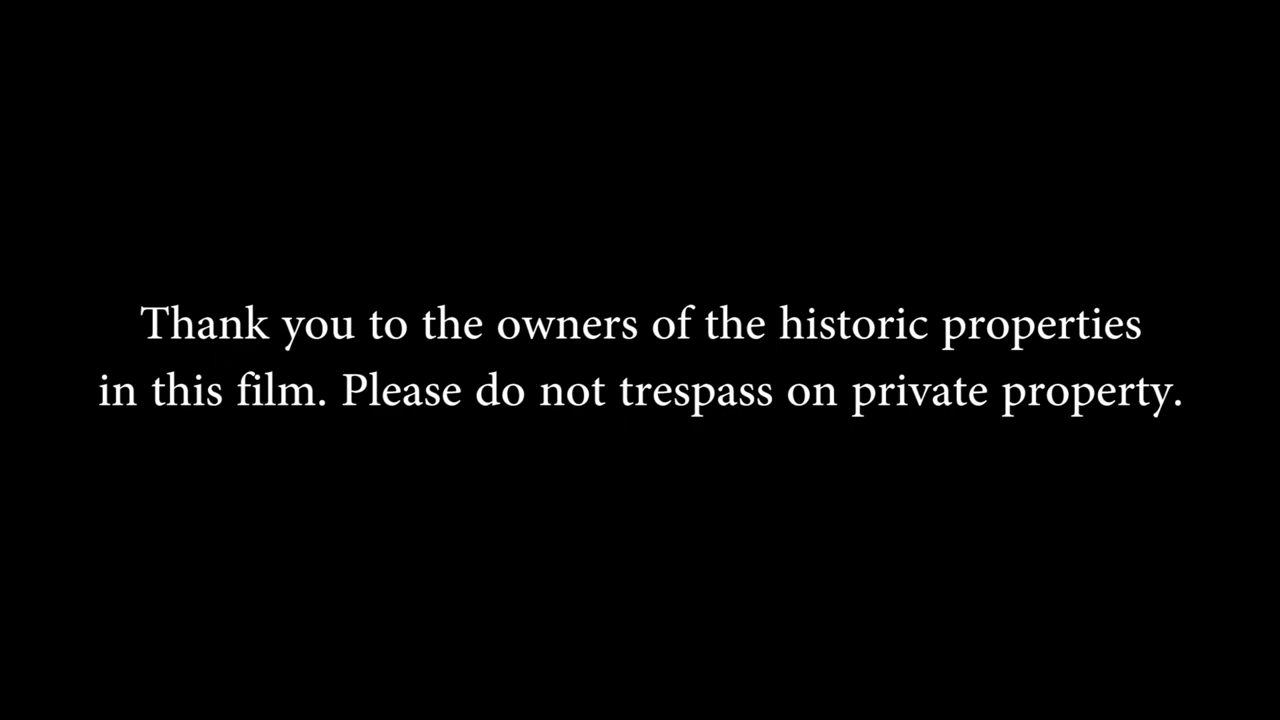 Thank you to the owners of the historic properties
in this film. Please do not trespass on private property.